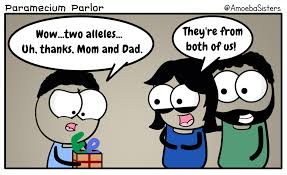 Paramecium Parlor
@AmoebaSisters
Wow...two alleles...
Uh, thanks, Mom and Dad.
They're from
both of us!
e e